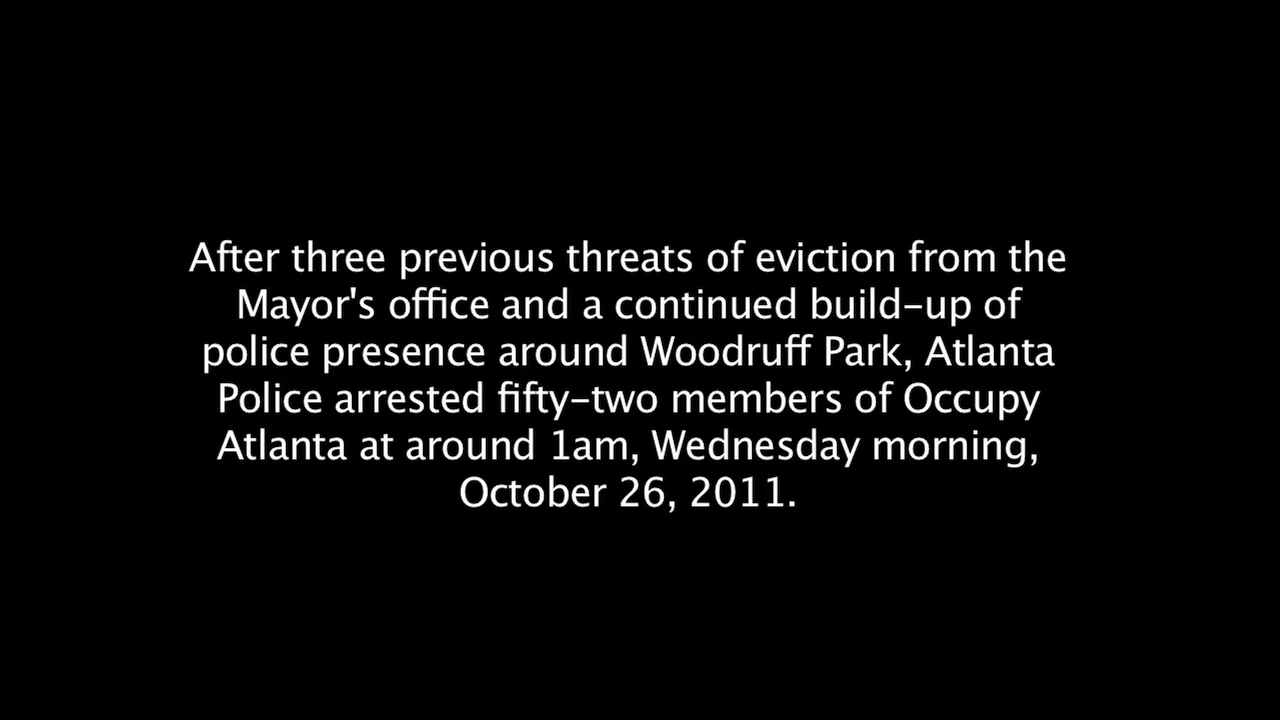 After three previous threats of eviction from the
Mayor's office and a continued build-up of
police presence around Woodruff Park, Atlanta
Police arrested fifty-two members of Occupy
Atlanta at around 1am, Wednesday morning,
October 26, 2011.